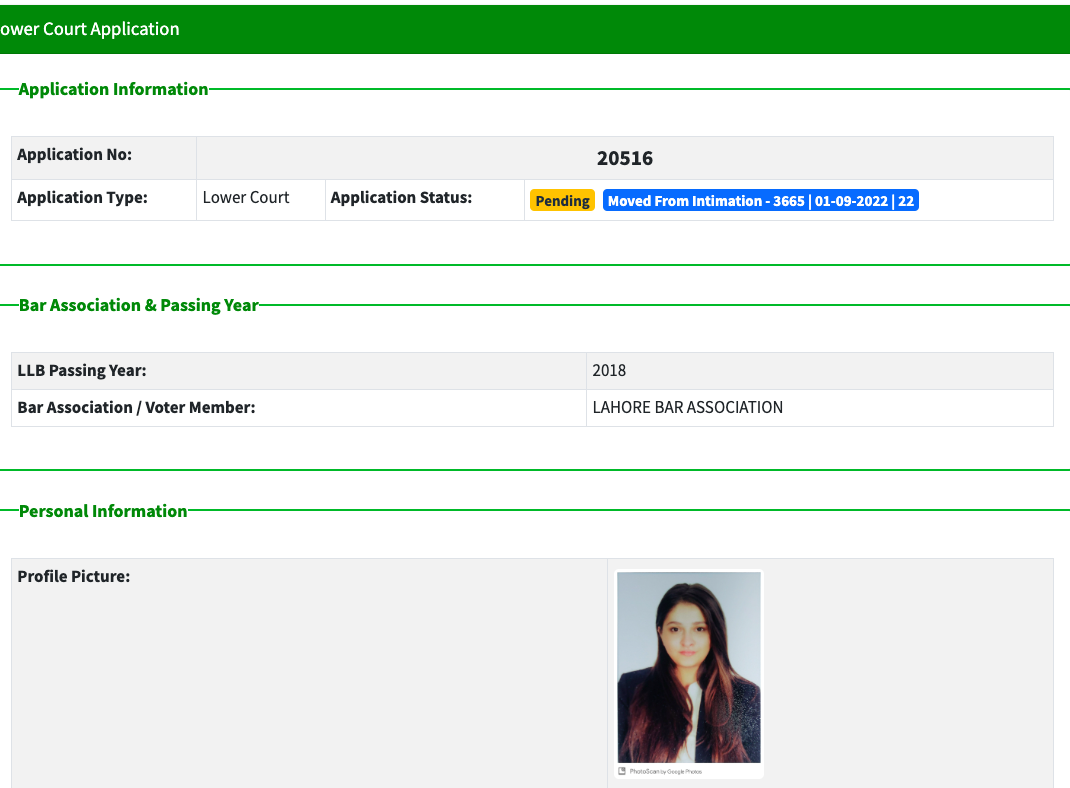 ower Court Application
Application Information
Application No: 20516
Application Type: Lower Court Application Status: Pending Moved From Intimation - 3665 | 01-09-2022 | 22
Bar Association & Passing Year
LLB Passing Year: 2018
Bar Association / Voter Member: LAHORE BAR ASSOCIATION
Personal Information
Profile Picture:
PhotoScan by Google Photos